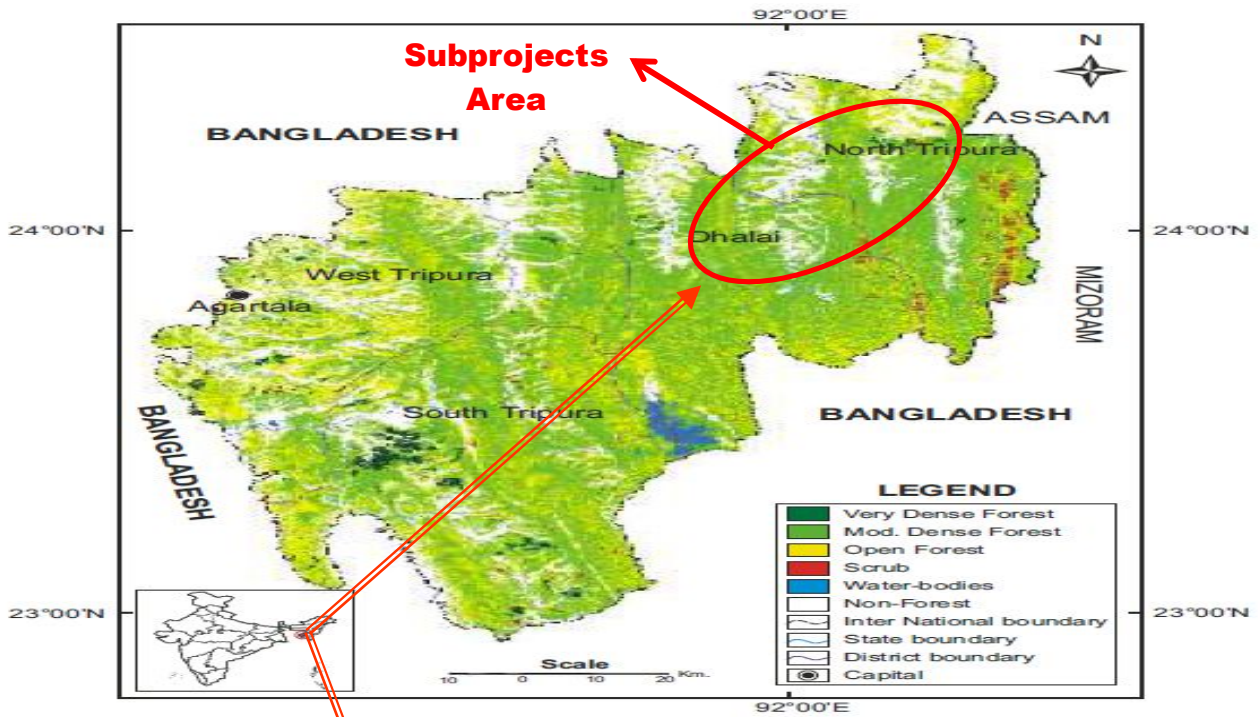 92°00'E
Subprojects
Area
N
BANGLADESH
ASSAM
North Tripura
24°00'N
24°00'N
Dhalai
West Tripura
Agartala
MIZORAM
South Tripura
BANGLADESH
BANGLADESH
LEGEND
Very Dense Forest
Mod. Dense Forest
Open Forest
Scrub
Water-bodies
Non-Forest
Inter National boundary
State boundary
District boundary
Capital
23°00'N
23°00'N
Scale
10 0 10 20 Km.
92°00'E